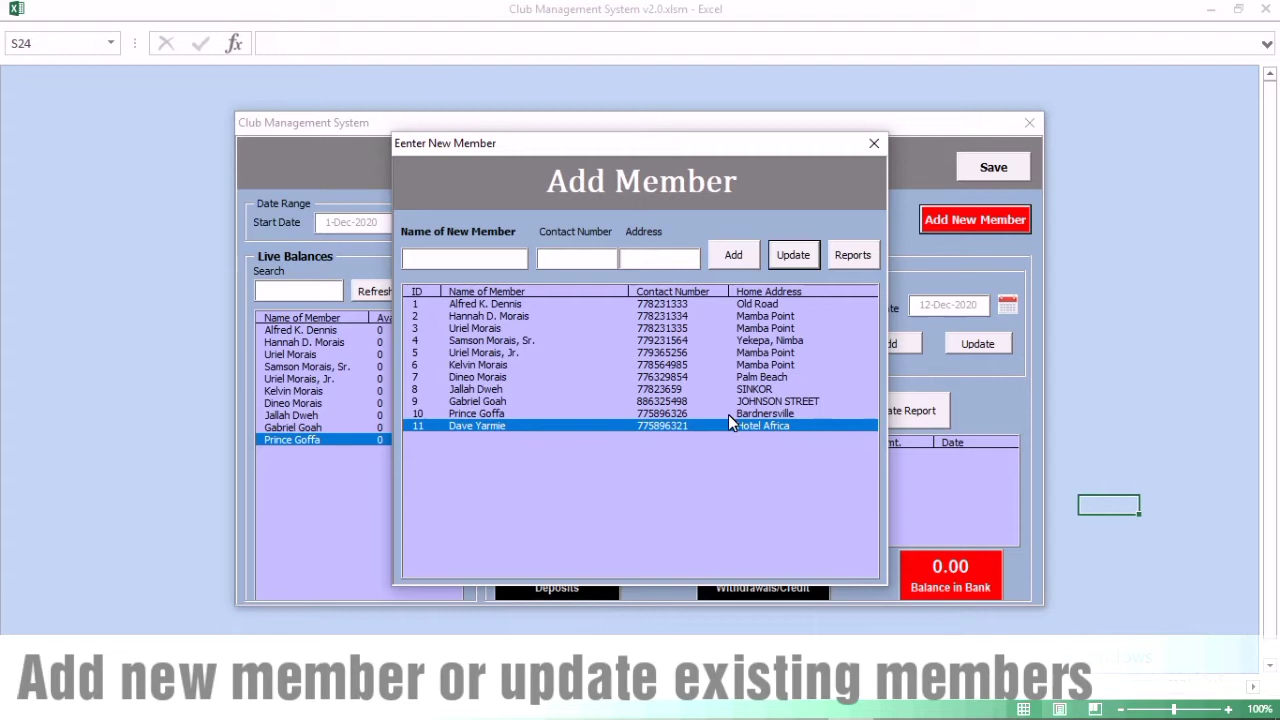 Club Management System v2.0.xlsm - Excel
S24
fx
Club Management System
Save
Date Range
Start Date 1-Dec-2020
Add New Member
Live Balances
Search
Refresh
Name of Member
Alfred K. Dennis 0
Hannah D. Morais 0
Uriel Morais 0
Samson Morais, Sr. 0
Uriel Morais, Jr. 0
Kelvin Morais 0
Dineo Morais 0
Jallah Dweh 0
Gabriel Goah 0
Prince Goffa 0
Eenter New Member
Add Member
Name of New Member Contact Number Address
Add Update Reports
ID Name of Member Contact Number Home Address
1 Alfred K. Dennis 778231333 Old Road
2 Hannah D. Morais 778231334 Mamba Point
3 Uriel Morais 778231335 Mamba Point
4 Samson Morais, Sr. 779231564 Yekepa, Nimba
5 Uriel Morais, Jr. 779365256 Mamba Point
6 Kelvin Morais 778564985 Mamba Point
7 Dineo Morais 776329854 Palm Beach
8 Jallah Dweh 77823659 SINKOR
9 Gabriel Goah 886325498 JOHNSON STREET
10 Prince Goffa 775896326 Bardnersville
11 Dave Yarmie 775896321 Hotel Africa
12-Dec-2020
Update
Report
Date
Deposits
Withdrawals/Credit
0.00
Balance in Bank
Add new member or update existing members
100%